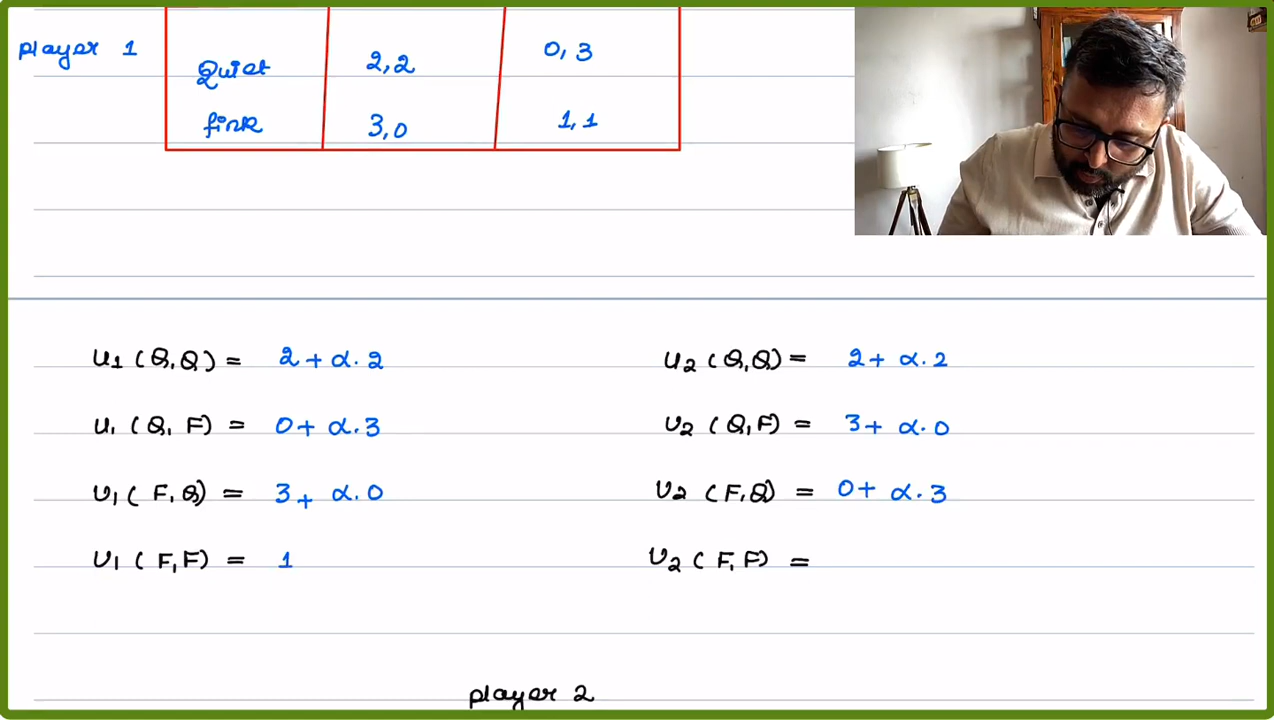 player 1
Quiet 2,2 0,3
fink 3,0 1,1
U1 (Q,Q) = 2 + α.2 U2 (Q,Q) = 2 + α.2
U1 (Q, F) = 0 + α.3 U2 (Q,F) = 3 + α.0
U1 (F,Q) = 3 + α.0 U2 (F,Q) = 0 + α.3
U1 (F,F) = 1 U2 (F,F) =
player 2